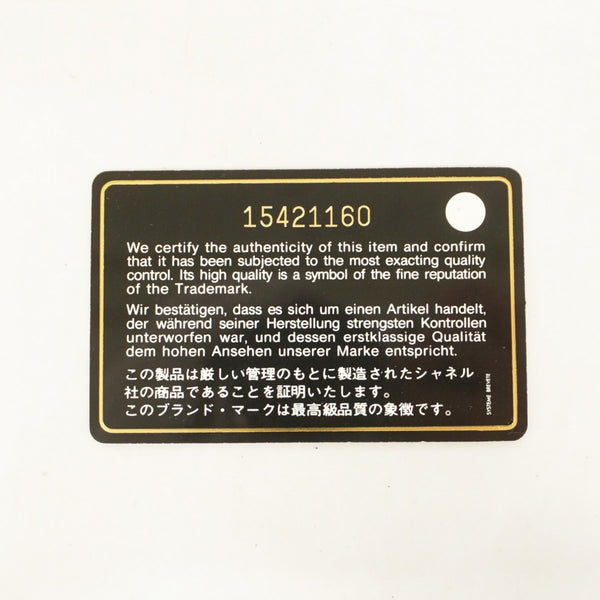 15421160
We certify the authenticity of this item and confirm
that it has been subjected to the most exacting quality
control. Its high quality is a symbol of the fine reputation
of the Trademark.
Wir bestätigen, dass es sich um einen Artikel handelt,
der während seiner Herstellung strengsten Kontrollen
unterworfen war, und dessen erstklassige Qualität
dem hohen Ansehen unserer Marke entspricht.
この製品は厳しい管理のもとに製造されたシャネル
社の商品であることを証明いたします。
このブランド・マークは最高級品質の象徴です。
SYSTEME BREVETE